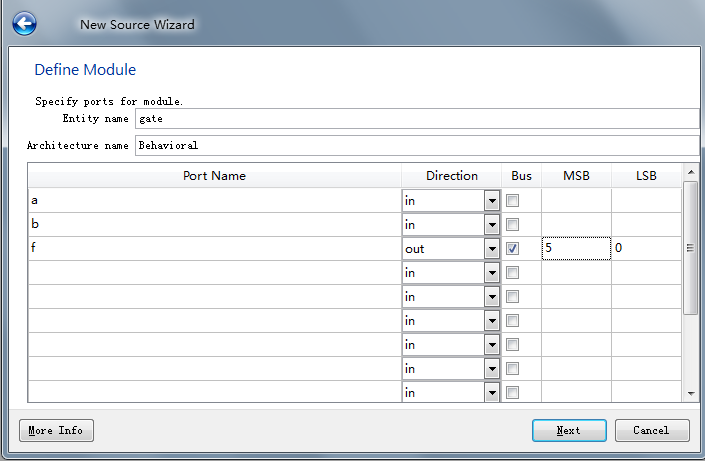 New Source Wizard
Define Module
Specify ports for module.
Entity name gate
Architecture name Behavioral
Port Name Direction Bus MSB LSB
a in
b in
f out 5 0
in
in
in
in
in
in
More Info Next Cancel